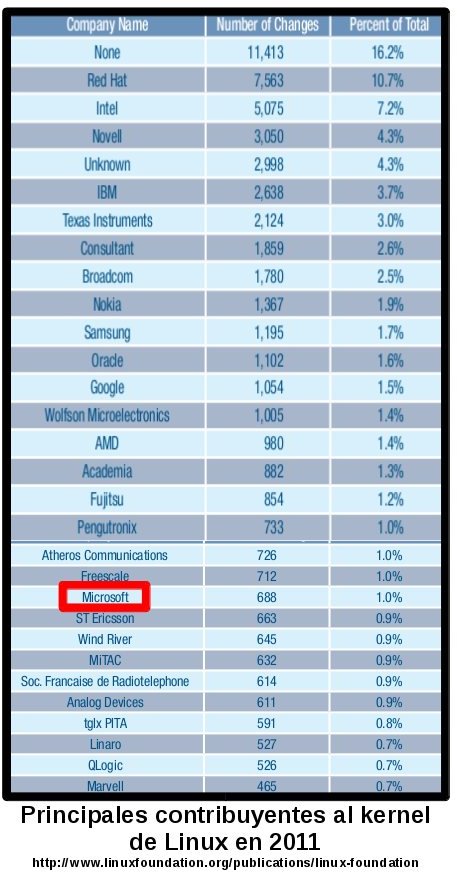 Company Name Number of Changes Percent of Total
None 11,413 16.2%
Red Hat 7,563 10.7%
Intel 5,075 7.2%
Novell 3,050 4.3%
Unknown 2,998 4.3%
IBM 2,638 3.7%
Texas Instruments 2,124 3.0%
Consultant 1,859 2.6%
Broadcom 1,780 2.5%
Nokia 1,367 1.9%
Samsung 1,195 1.7%
Oracle 1,102 1.6%
Google 1,054 1.5%
Wolfson Microelectronics 1,005 1.4%
AMD 980 1.4%
Academia 882 1.3%
Fujitsu 854 1.2%
Pengutronix 733 1.0%
Atheros Communications 726 1.0%
Freescale 712 1.0%
Microsoft 688 1.0%
ST Ericsson 663 0.9%
Wind River 645 0.9%
MiTAC 632 0.9%
Soc. Francaise de Radiotelephone 614 0.9%
Analog Devices 611 0.9%
tglx PITA 591 0.8%
Linaro 527 0.7%
QLogic 526 0.7%
Marvell 465 0.7%
Principales contribuyentes al kernel
de Linux en 2011
http://www.linuxfoundation.org/publications/linux-foundation